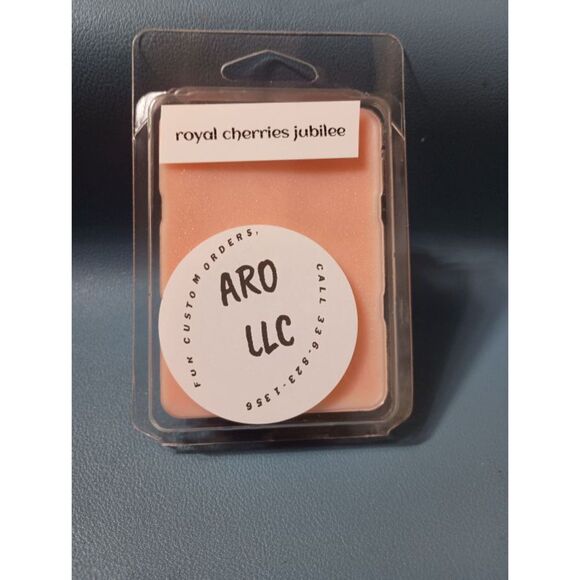 royal cherries jubilee
FOR CUSTOM ORDERS,
CALL 336-823-1356
ARO
LLC